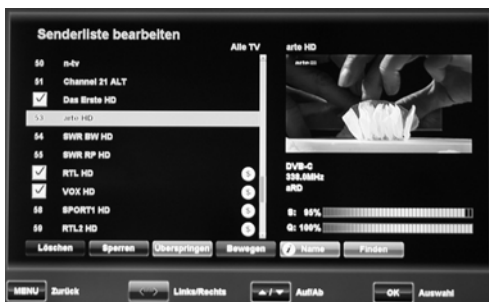 Senderliste bearbeiten
Alle TV
arte HD
50 n-tv
51 Channel 21 ALT
Das Erste HD
53 arte HD
54 SWR BW HD
55 SWR RP HD
RTL HD
VOX HD
58 SPORT1 HD
59 RTL2 HD
DVB-C
338.0MHz
aRD
S: 95%
Q: 100%
Löschen Sperren Überspringen Bewegen Name Finden
MENU Zurück Links/Rechts Auf/Ab OK Auswahl